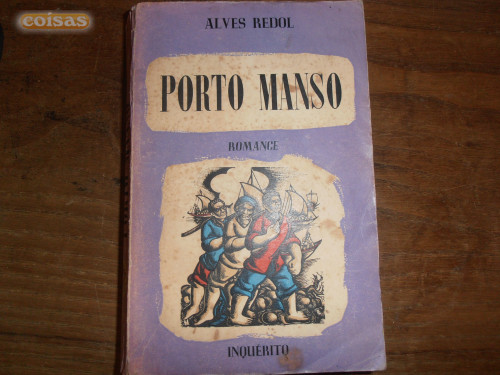 coisas
ALVES REDOL
PORTO MANSO
ROMANCE
INQUÉRITO